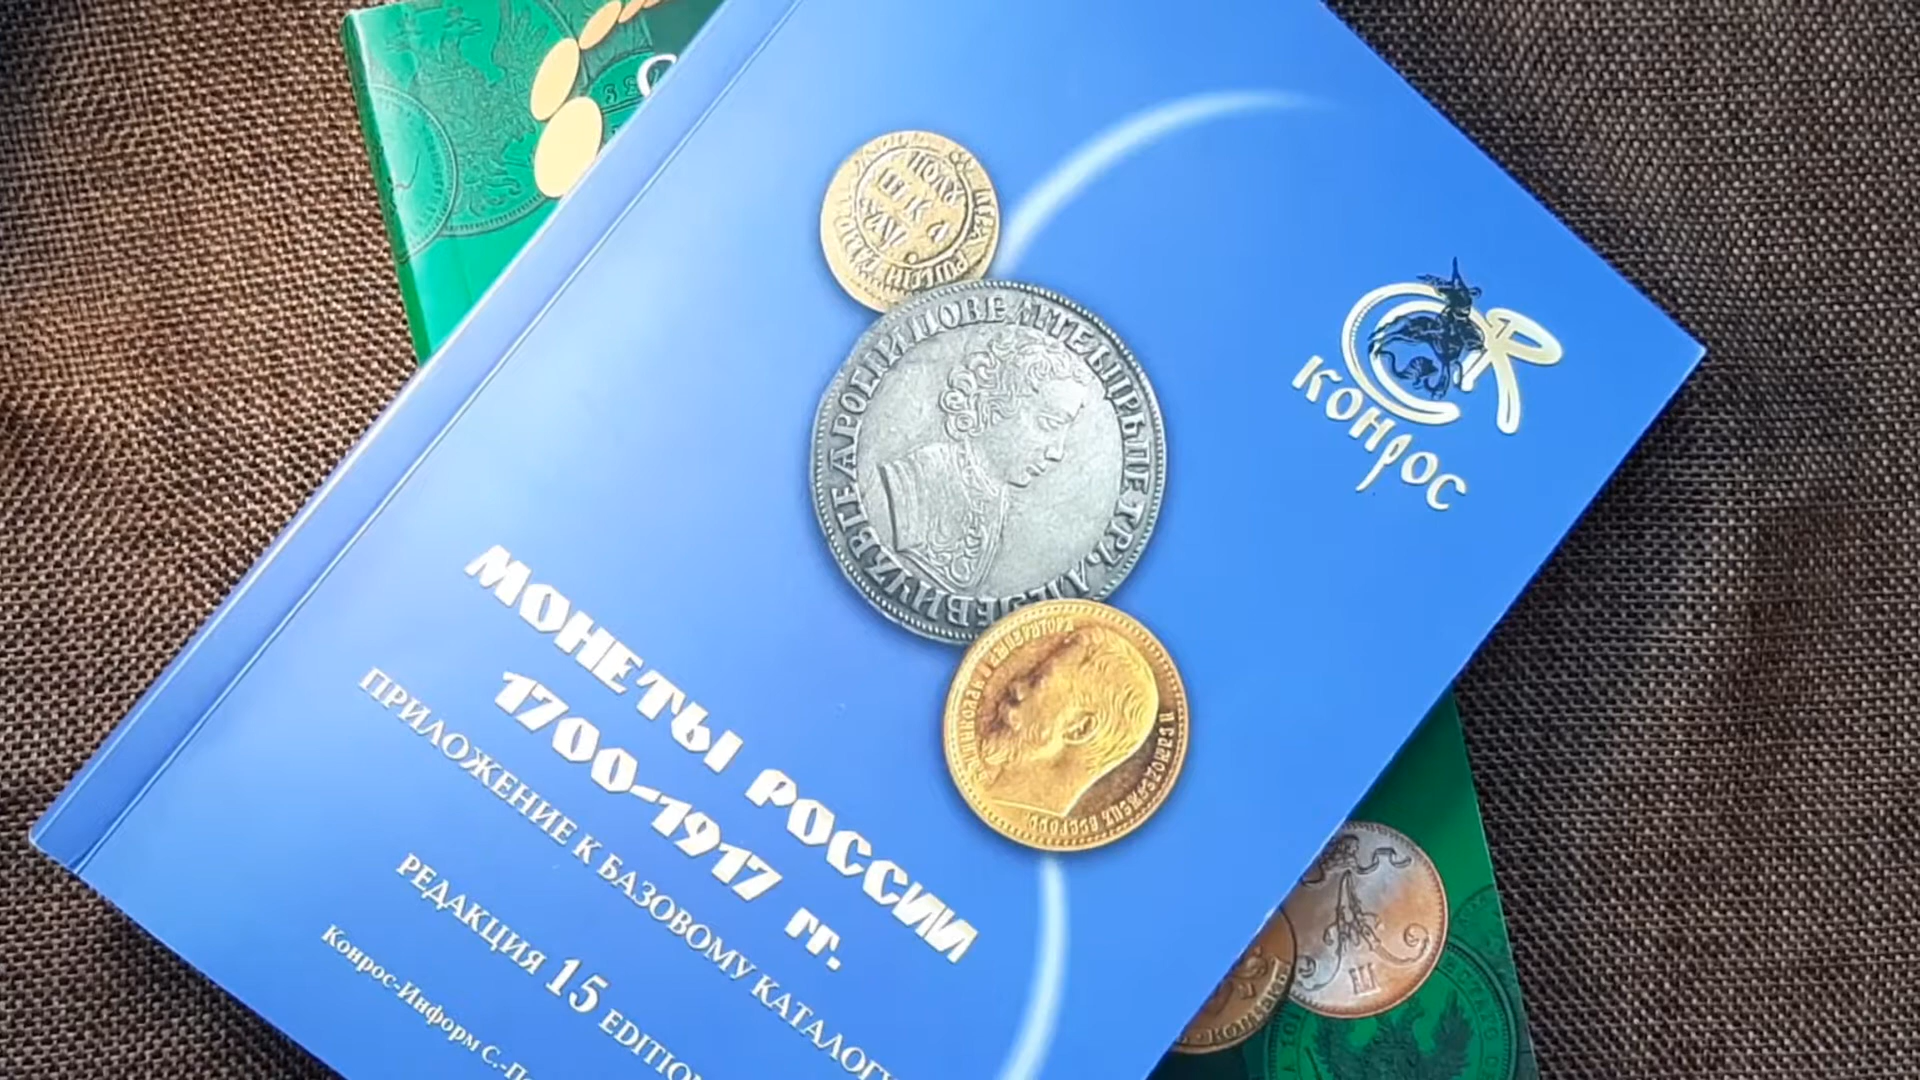 КОНРОС
МОНЕТЫ РОССИИ
1700-1917 гг.
ПРИЛОЖЕНИЕ К БАЗОВОМУ КАТАЛОГУ
РЕДАКЦИЯ 15 EDITION
Конрос-Информ С.-П